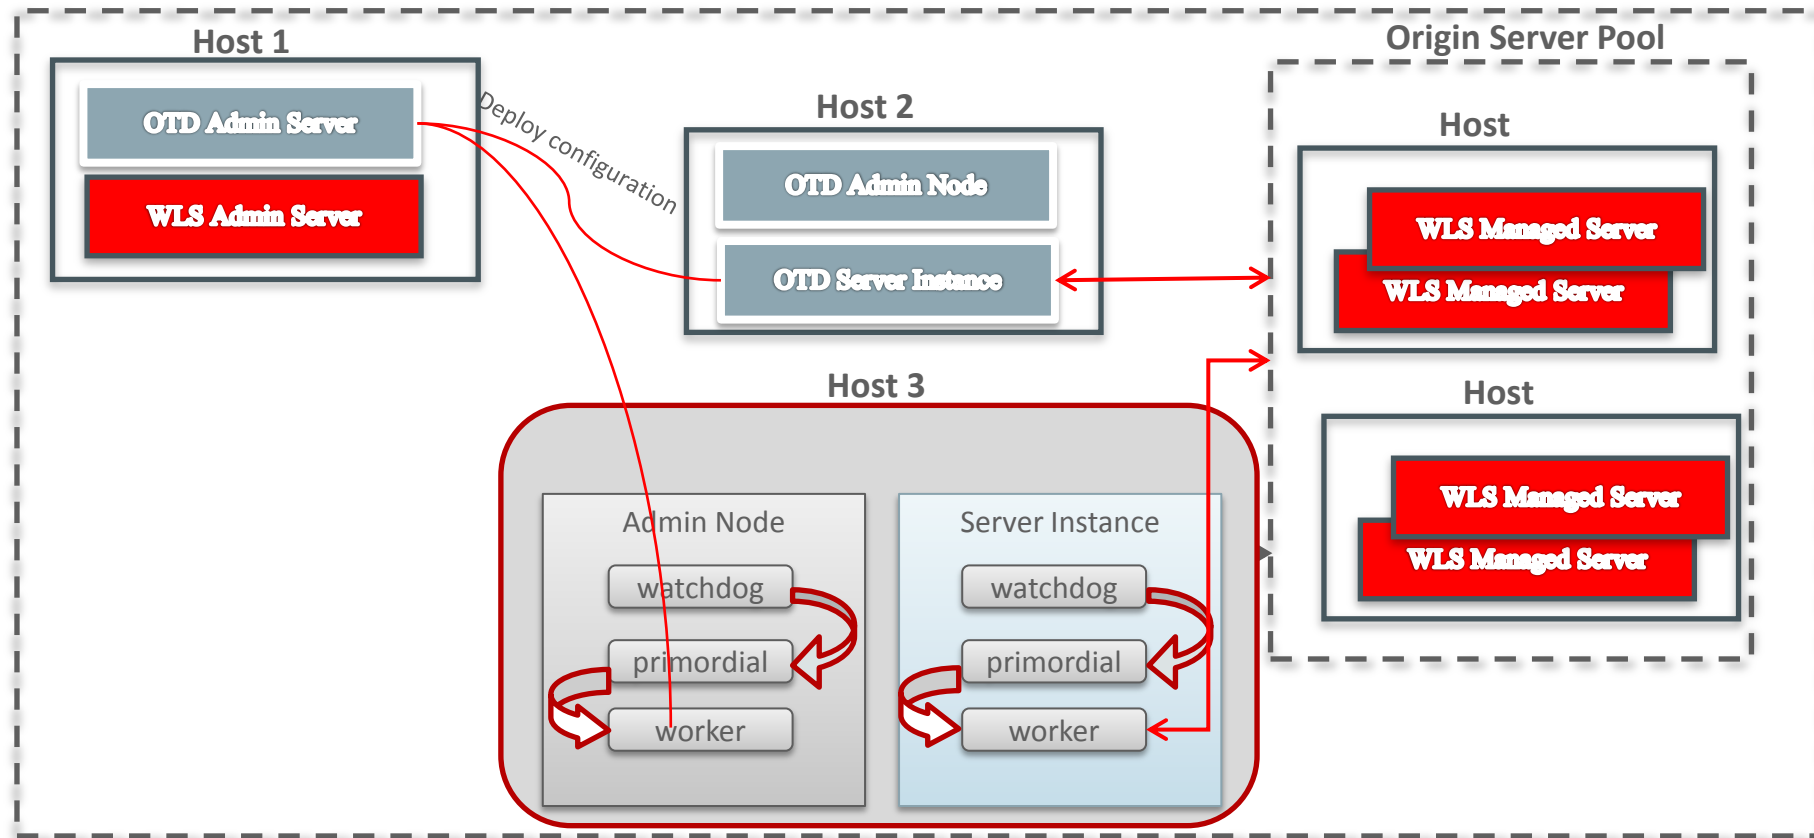 Host 1
OTD Admin Server
WLS Admin Server
Deploy configuration
Host 2
OTD Admin Node
OTD Server Instance
Origin Server Pool
Host
WLS Managed Server
WLS Managed Server
Host
WLS Managed Server
WLS Managed Server
Host 3
Admin Node
watchdog
primordial
worker
Server Instance
watchdog
primordial
worker